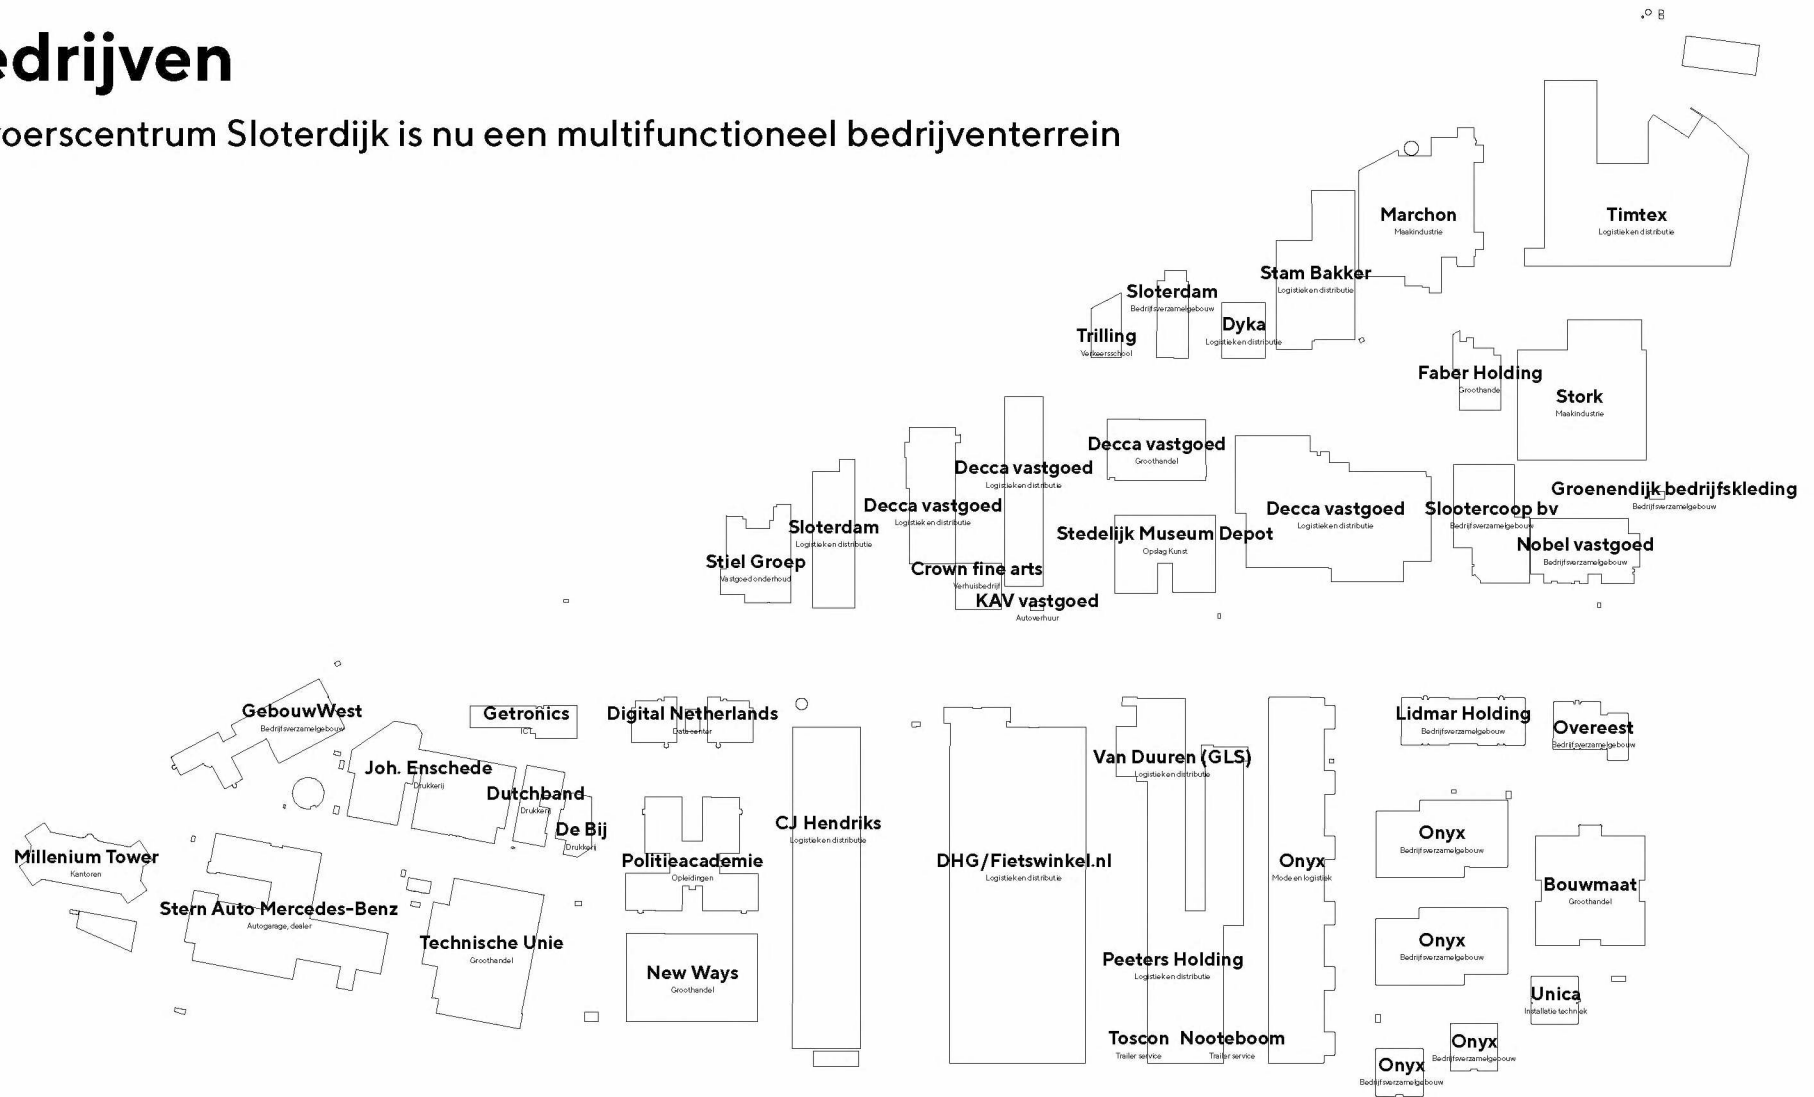 edrijven
oerscentrum Sloterdijk is nu een multifunctioneel bedrijventerrein
Marchon
Maakindustrie
Timtex
Logistiek en distributie
Stam Bakker
Logistiek en distributie
Sloterdam
Bedrijfsverzamelgebouw
Dyka
Logistiek en distributie
Trilling
Verkeersschool
Faber Holding
Groothande
Stork
Maakindustrie
Decca vastgoed
Groothandel
Decca vastgoed
Logistiek en distributie
Decca vastgoed
Logistiek en distributie
Decca vastgoed
Logistiek en distributie
Slootercoop bv
Bedrijfsverzamelgebouw
Groenendijk bedrijfskleding
Bedrijfsverzamelgebouw
Sloterdam
Logistiek en distributie
Stedelijk Museum Depot
Opslag Kunst
Nobel vastgoed
Bedrijfsverzamelgebouw
Stiel Groep
Vastgoed onderhoud
Crown fine arts
Verhuisbedrijf
KAV vastgoed
Autoverhuur
GebouwWest
Bedrijfsverzamelgebouw
Getronics
ICT
Digital Netherlands
Datacenter
Lidmar Holding
Bedrijfsverzamelgebouw
Overeest
Bedrijfsverzamelgebouw
Van Duuren (GLS)
Logistiek en distributie
Joh. Enschede
Drukkerij
Dutchband
Drukkerij
De Bij
Drukkerij
CJ Hendriks
Logistiek en distributie
Onyx
Bedrijfsverzamelgebouw
Millenium Tower
Kantoren
Politieacademie
Opleidingen
DHG/Fietswinkel.nl
Logistiek en distributie
Onyx
Mode en logistiek
Bouwmaat
Groothandel
Stern Auto Mercedes-Benz
Autogarage, dealer
Technische Unie
Groothandel
Onyx
Bedrijfsverzamelgebouw
Peeters Holding
Logistiek en distributie
New Ways
Groothandel
Unica
Installatie techniek
Toscon
Trailer service
Nooteboom
Trailer service
Onyx
Bedrijfsverzamelgebouw
Onyx
Bedrijfsverzamelgebouw